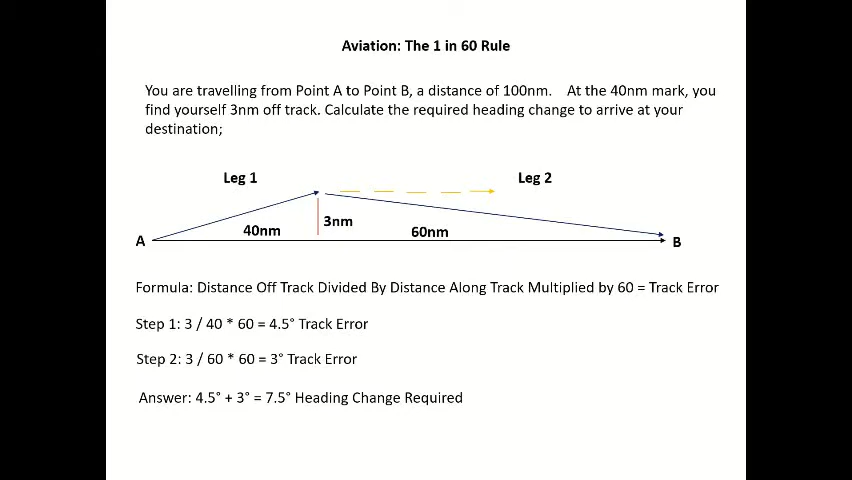 Aviation: The 1 in 60 Rule
You are travelling from Point A to Point B, a distance of 100nm. At the 40nm mark, you
find yourself 3nm off track. Calculate the required heading change to arrive at your
destination;
Leg 1
Leg 2
3nm
40nm
60nm
A
B
Formula: Distance Off Track Divided By Distance Along Track Multiplied by 60 = Track Error
Step 1: 3 / 40 * 60 = 4.5° Track Error
Step 2: 3 / 60 * 60 = 3° Track Error
Answer: 4.5° + 3° = 7.5° Heading Change Required